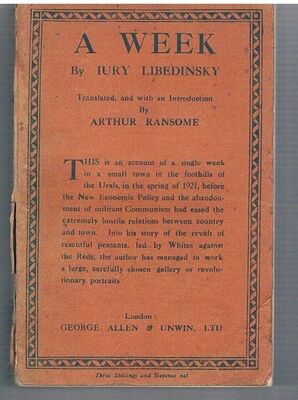 A WEEK
By IURY LIBEDINSKY
Translated, and with an Introduction
By
ARTHUR RANSOME
THIS is an account of a single week
in a small town in the foothills of
the Urals, in the spring of 1921, before
the New Economic Policy and the abandon-
ment of militant Communism had eased the
extremely hostile relations between country
and town. Into his story of the revolt of
resentful peasants, led by Whites against
the Reds, the author has managed to work
a large, carefully chosen gallery or revolu-
tionary portraits
London:
GEORGE ALLEN & UNWIN, LTD
Three Shillings and Sixpence net